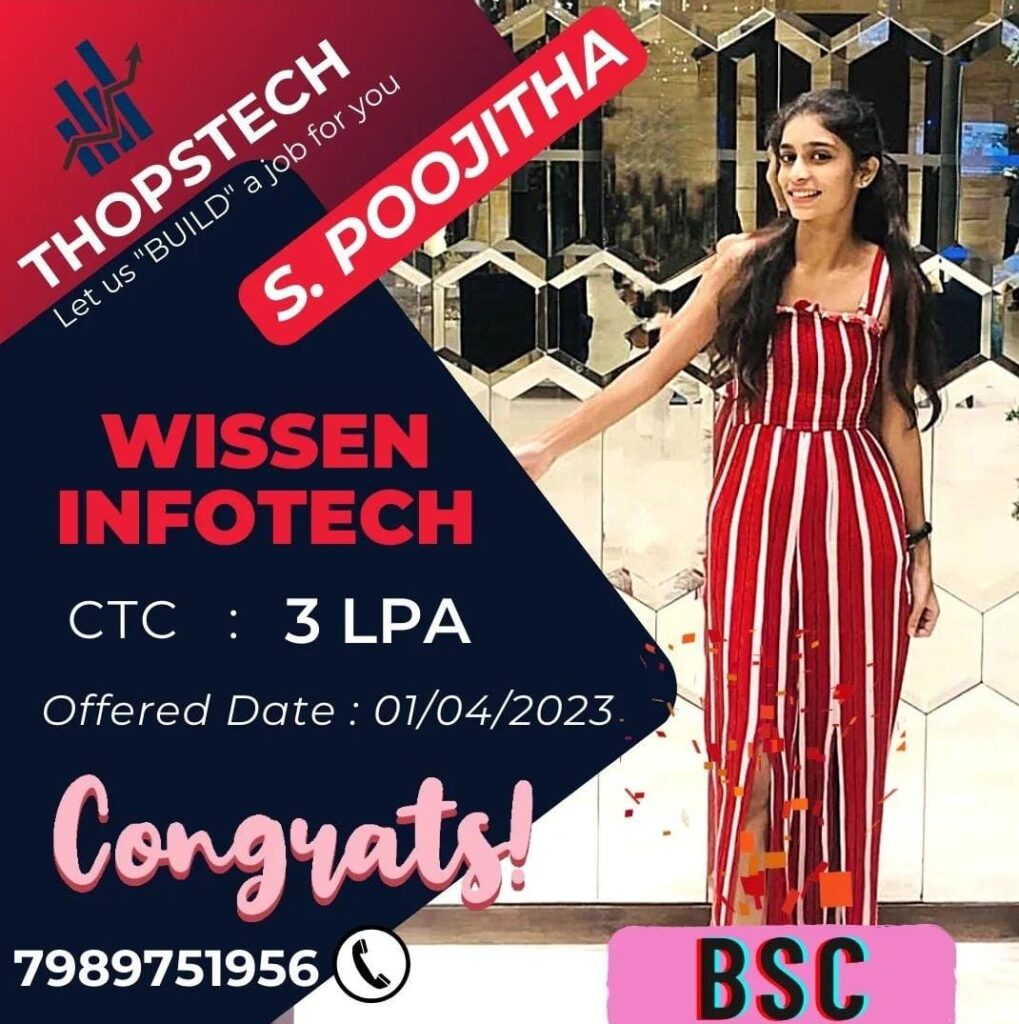 THOPSTECH
Let us "BUILD" a job for you
S. POOJITHA
WISSEN
INFOTECH
CTC : 3 LPA
Offered Date : 01/04/2023
Congrats!
7989751956
BSC